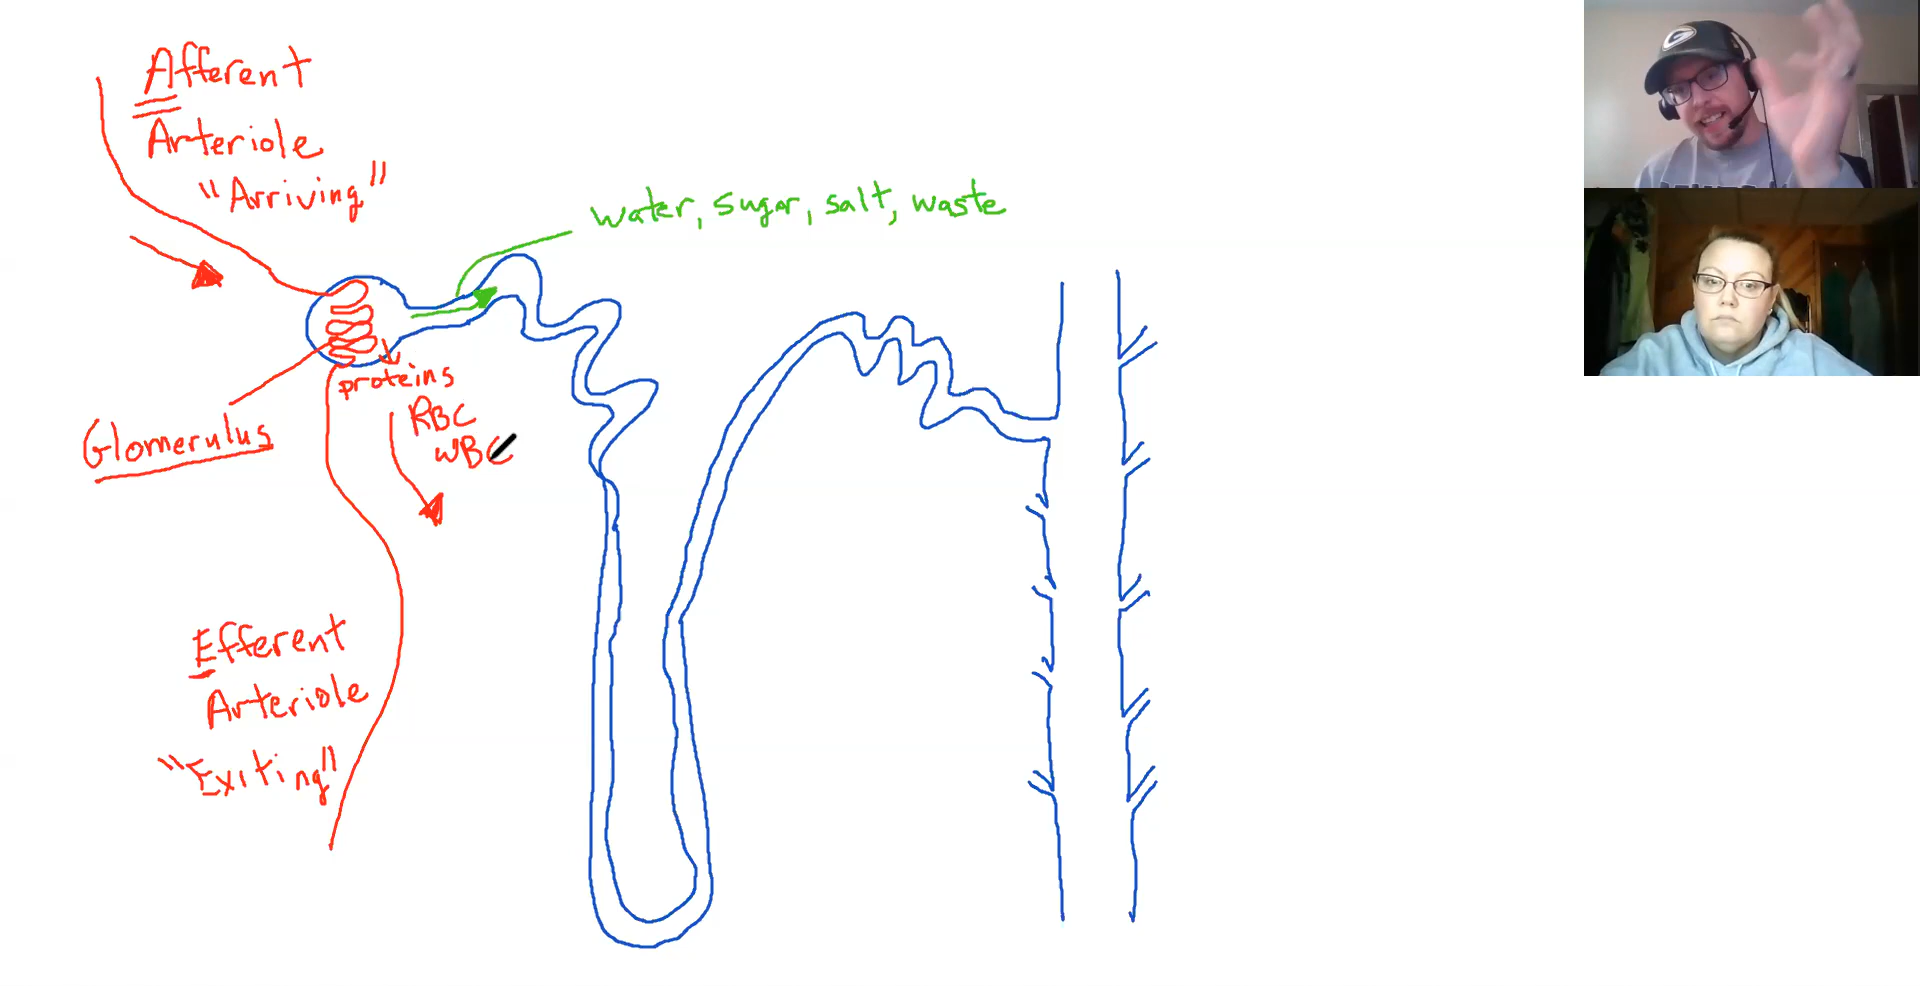 Afferent
Arteriole
"Arriving"
water, sugar, salt, waste
proteins
RBC
WBC
Glomerulus
Efferent
Arteriole
"Exiting"
G